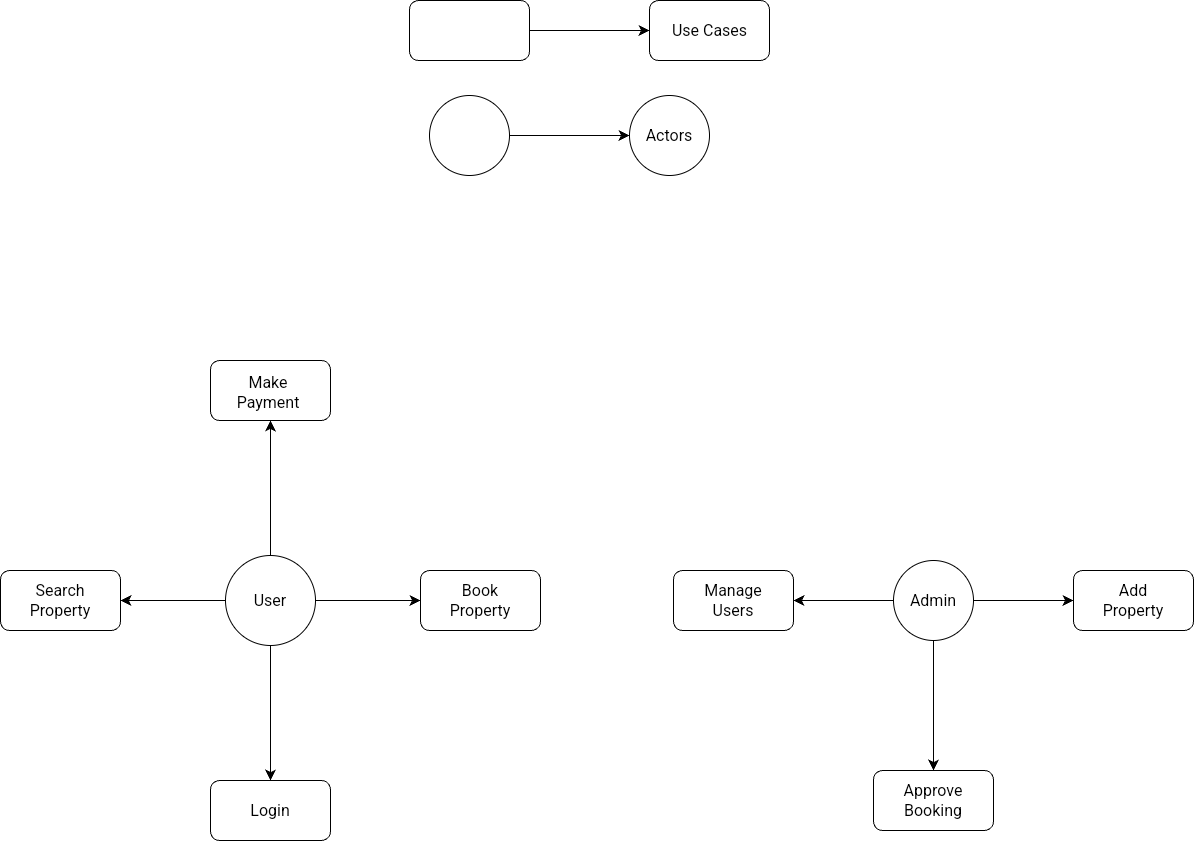 Use Cases
Actors
Make
Payment
Search
Property
User
Book
Property
Manage
Users
Admin
Add
Property
Login
Approve
Booking